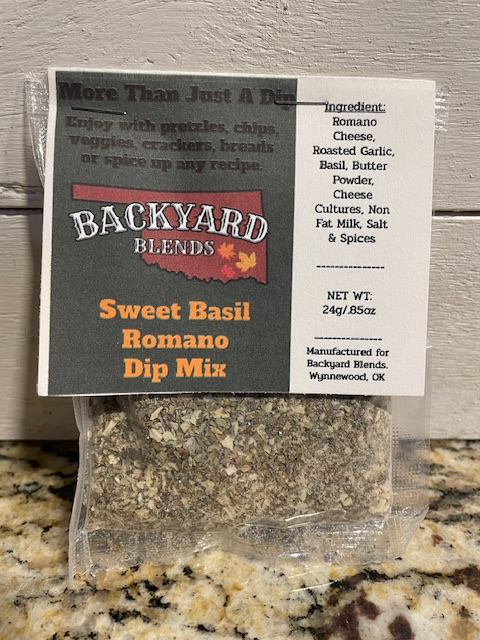 More Than Just A Dip
Enjoy with pretzles, chips,
veggies, crackers, breads
or spice up any recipe.
BACKYARD
BLENDS
Sweet Basil
Romano
Dip Mix
Ingredient:
Romano
Cheese,
Roasted Garlic,
Basil, Butter
Powder,
Cheese
Cultures, Non
Fat Milk, Salt
& Spices
NET WT:
24g/.85oz
Manufactured for
Backyard Blends,
Wynnewood, OK